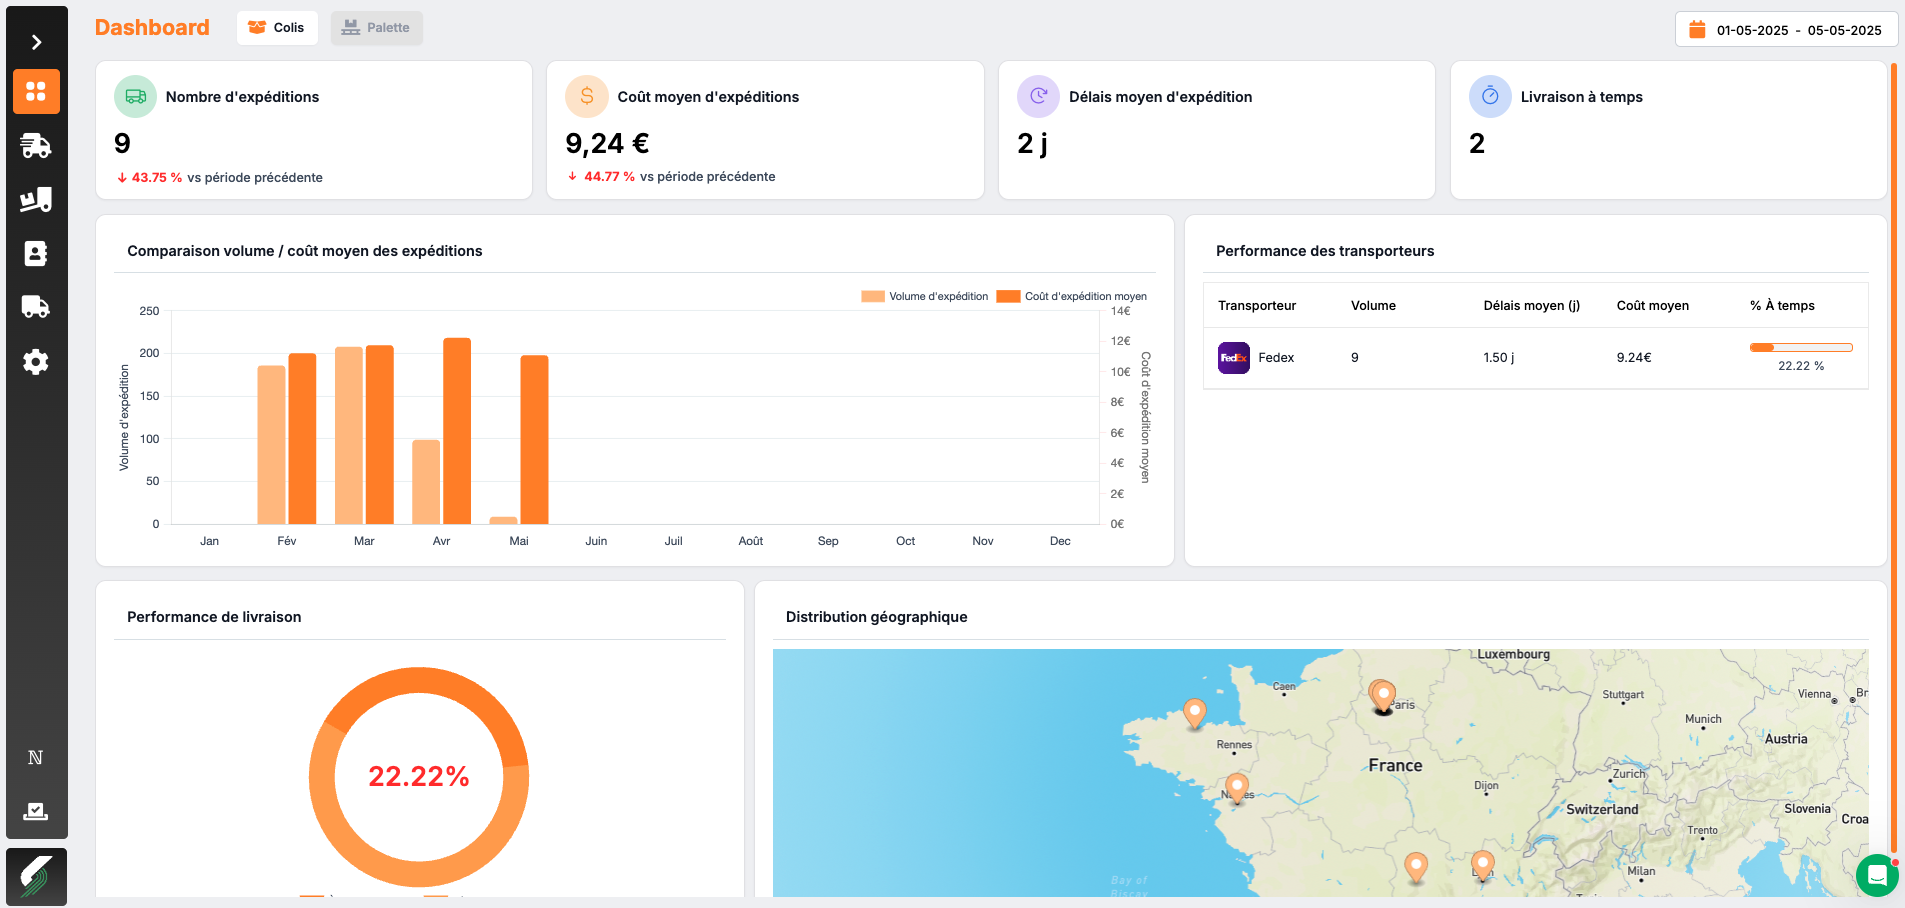 Dashboard
Colis
Palette
01-05-2025 - 05-05-2025
Nombre d'expéditions
9
43.75 % vs période précédente
Coût moyen d'expéditions
9,24 €
44.77 % vs période précédente
Délais moyen d'expédition
2 j
Livraison à temps
2
Comparaison volume / coût moyen des expéditions
Volume d'expédition
Coût d'expédition moyen
250
200
150
100
50
0
Volume d'expédition
14€
12€
10€
8€
6€
4€
2€
0€
Coût d'expédition moyen
Jan
Fév
Mar
Avr
Mai
Juin
Juil
Août
Sep
Oct
Nov
Dec
Performance des transporteurs
Transporteur
Volume
Délais moyen (j)
Coût moyen
% À temps
FedEx
Fedex
9
1.50 j
9.24€
22.22 %
N
Performance de livraison
22.22%
Distribution géographique
Luxembourg
Caen
Paris
Stuttgart
Vienna
Br
Munich
Rennes
Austria
France
Zurich
Dijon
Switzerland
Slovenia
Croa
Trento
Milan
Bay of
Biscay